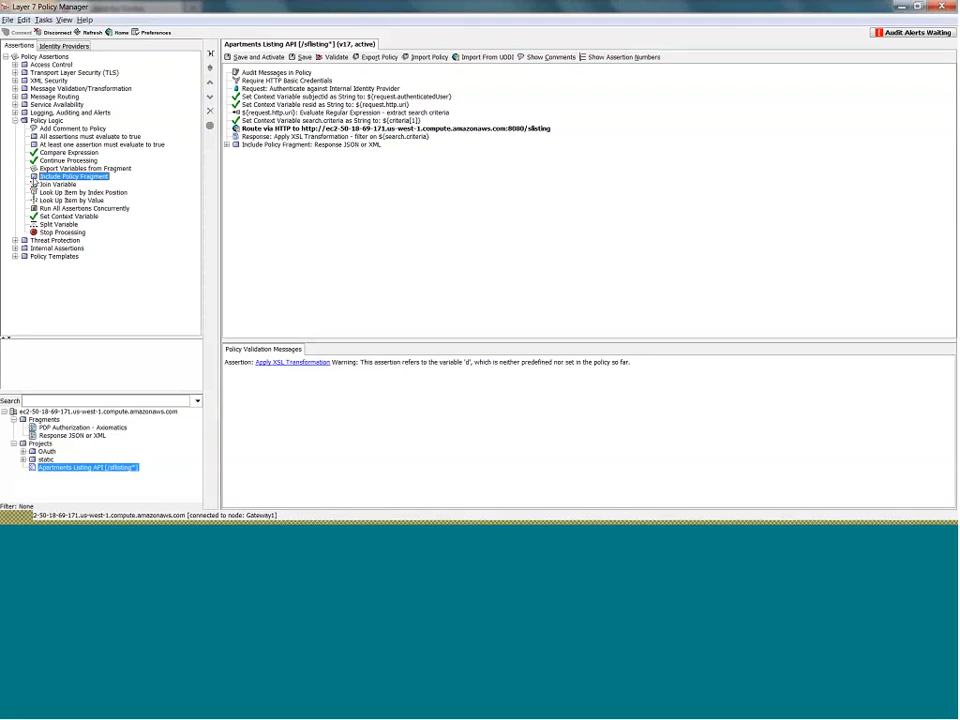 Layer 7 Policy Manager
File Edit Tasks View Help
Connect Disconnect Refresh Home Preferences
Audit Alerts Waiting
Assertions Identity Providers
Policy Assertions
Access Control
Transport Layer Security (TLS)
XML Security
Message Validation/Transformation
Message Routing
Service Availability
Logging, Auditing and Alerts
Policy Logic
Add Comment to Policy
All assertions must evaluate to true
At least one assertion must evaluate to true
Compare Expression
Continue Processing
Export Variables from Fragment
Include Policy Fragment
Join Variable
Look Up Item by Index Position
Look Up Item by Value
Run All Assertions Concurrently
Set Context Variable
Split Variable
Stop Processing
Threat Protection
Internal Assertions
Policy Templates
Search
ec2-50-18-69-171.us-west-1.compute.amazonaws.com
Fragments
PDP Authorization - Axiomatics
Response JSON or XML
Projects
OAuth
static
Apartments Listing API [/sflisting*]
Filter: None
2-50-18-69-171.us-west-1.compute.amazonaws.com [connected to node: Gateway1]
Apartments Listing API [/sflisting*] (v17, active)
Save and Activate Save Validate Export Policy Import Policy Import From UDDI Show Comments Show Assertion Numbers
Audit Messages in Policy
Require HTTP Basic Credentials
Request: Authenticate against Internal Identity Provider
Set Context Variable subjectid as String to: ${request.authenticatedUser}
Set Context Variable resid as String to: ${request.http.uri}
${request.http.uri}: Evaluate Regular Expression - extract search criteria
Set Context Variable search.criteria as String to: ${criteria[1]}
Route via HTTP to http://ec2-50-18-69-171.us-west-1.compute.amazonaws.com:8080/slisting
Response: Apply XSL Transformation - filter on ${search.criteria}
Include Policy Fragment: Response JSON or XML
Policy Validation Messages
Assertion: Apply XSL Transformation Warning: This assertion refers to the variable 'd', which is neither predefined nor set in the policy so far.